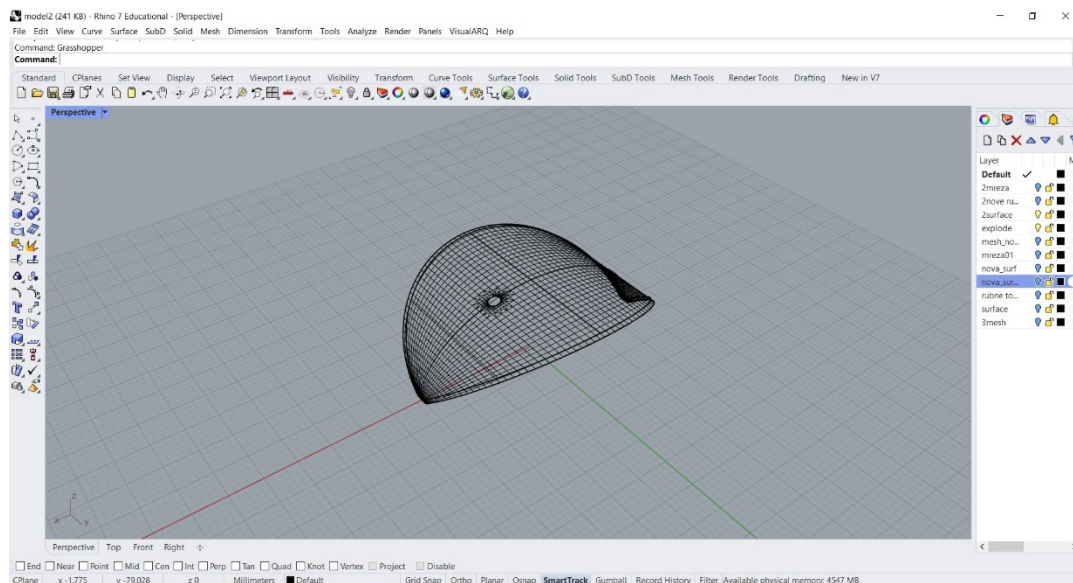 model2 (241 KB) - Rhino 7 Educational - [Perspective]
File Edit View Curve Surface SubD Solid Mesh Dimension Transform Tools Analyze Render Panels VisualARQ Help
Command: Grasshopper
Command:
Standard CPlanes Set View Display Select Viewport Layout Visibility Transform Curve Tools Surface Tools Solid Tools SubD Tools Mesh Tools Render Tools Drafting New in V7
Perspective
Layer M
Default
2mreza
2nove ru...
2surface
explode
mesh_no...
mreza01
nova_surf
nova_sur...
rubne to...
surface
3mesh
z
x y
Perspective Top Front Right
End Near Point Mid Cen Int Perp Tan Quad Knot Vertex Project Disable
CPlane x -1.775 y -79.028 z 0 Millimeters Default Grid Snap Ortho Planar Osnap SmartTrack Gumball Record History Filter Available physical memory: 4547 MB